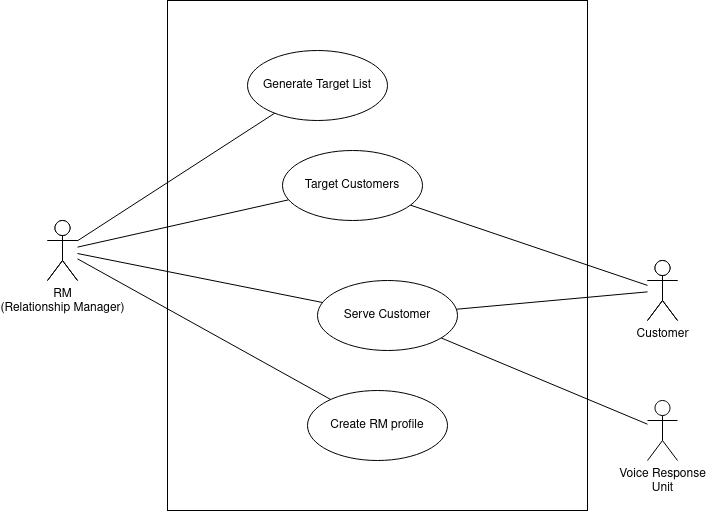 Generate Target List
Target Customers
RM
(Relationship Manager)
Serve Customer
Customer
Create RM profile
Voice Response
Unit